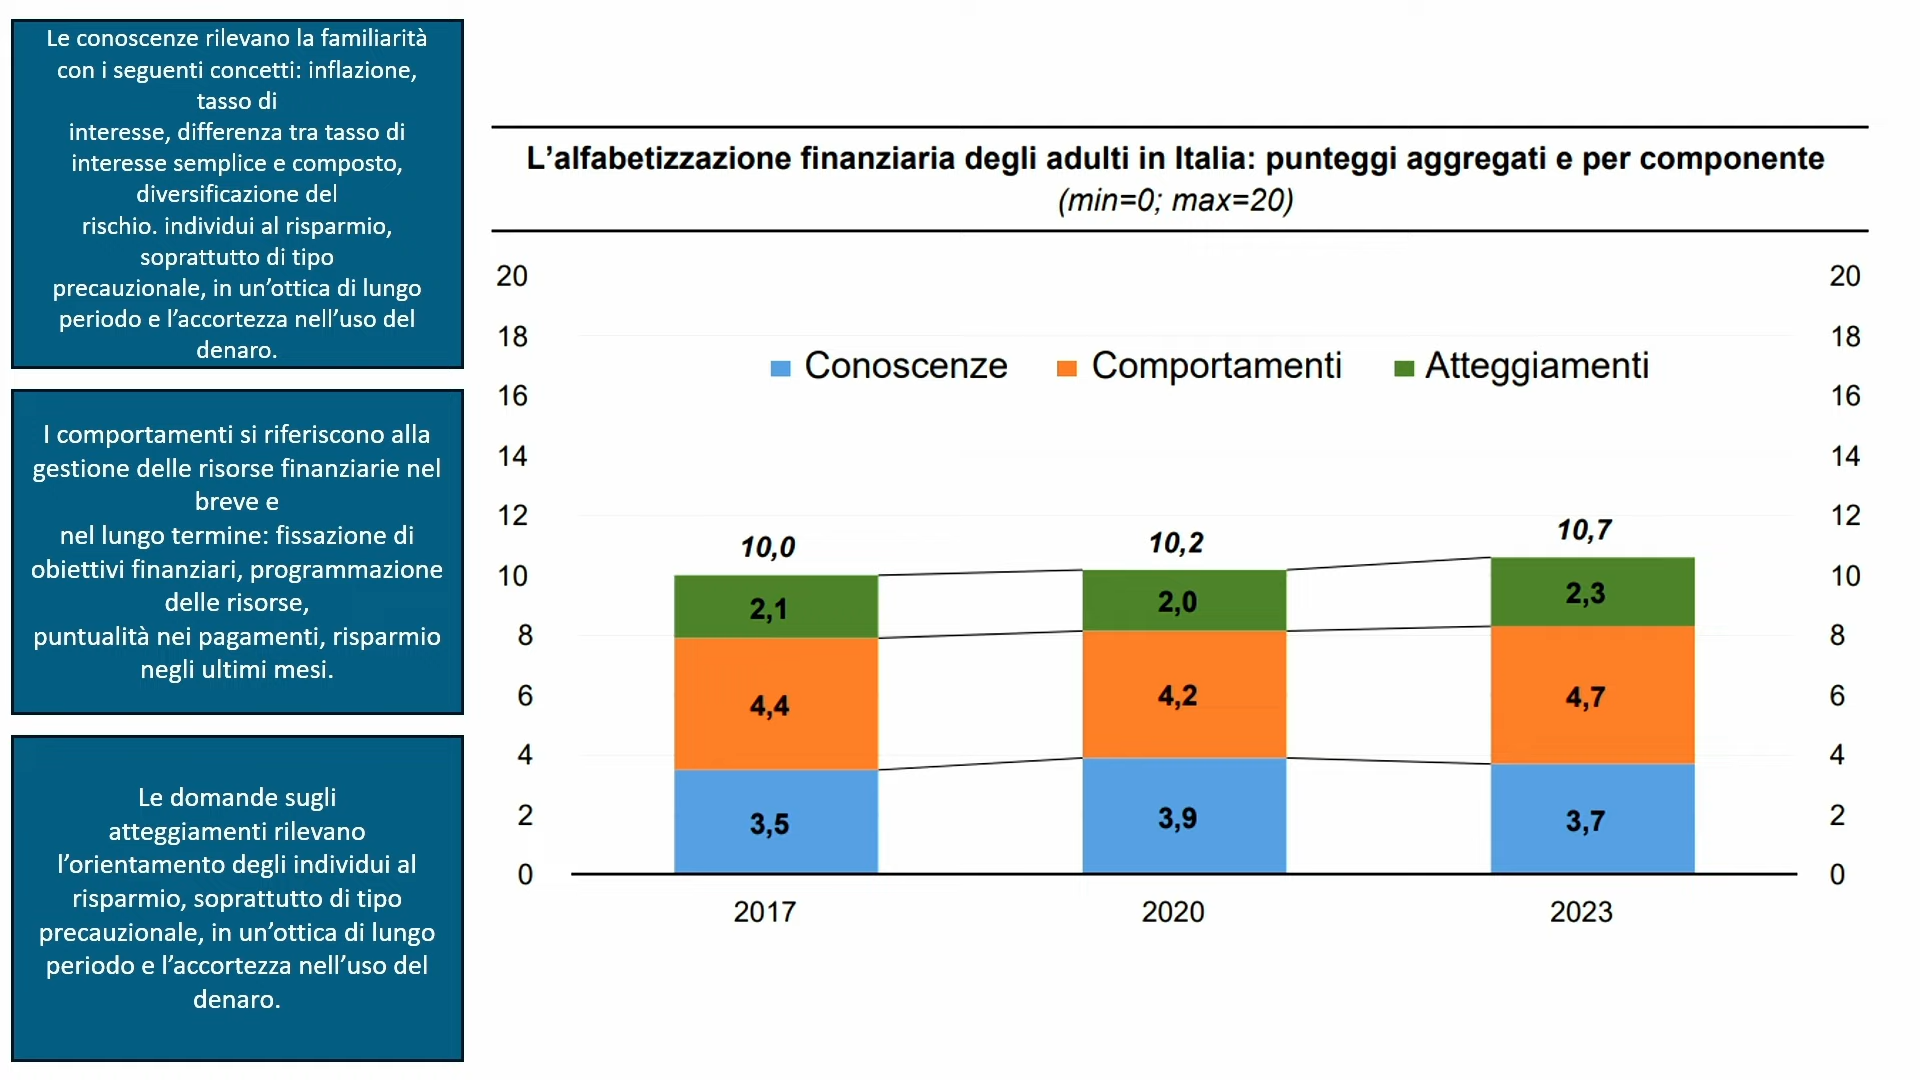 Le conoscenze rilevano la familiarità
con i seguenti concetti: inflazione,
tasso di
interesse, differenza tra tasso di
interesse semplice e composto,
diversificazione del
rischio. individui al risparmio,
soprattutto di tipo
precauzionale, in un’ottica di lungo
periodo e l’accortezza nell’uso del
denaro.
I comportamenti si riferiscono alla
gestione delle risorse finanziarie nel
breve e
nel lungo termine: fissazione di
obiettivi finanziari, programmazione
delle risorse,
puntualità nei pagamenti, risparmio
negli ultimi mesi.
Le domande sugli
atteggiamenti rilevano
l’orientamento degli individui al
risparmio, soprattutto di tipo
precauzionale, in un’ottica di lungo
periodo e l’accortezza nell’uso del
denaro.
L’alfabetizzazione finanziaria degli adulti in Italia: punteggi aggregati e per componente
(min=0; max=20)
20 20
18 18
Conoscenze Comportamenti Atteggiamenti
16 16
14 14
12 12
10,0 10,2 10,7
10 10
2,1 2,0 2,3
8 8
6 6
4,4 4,2 4,7
4 4
2 2
3,5 3,9 3,7
0 0
2017 2020 2023